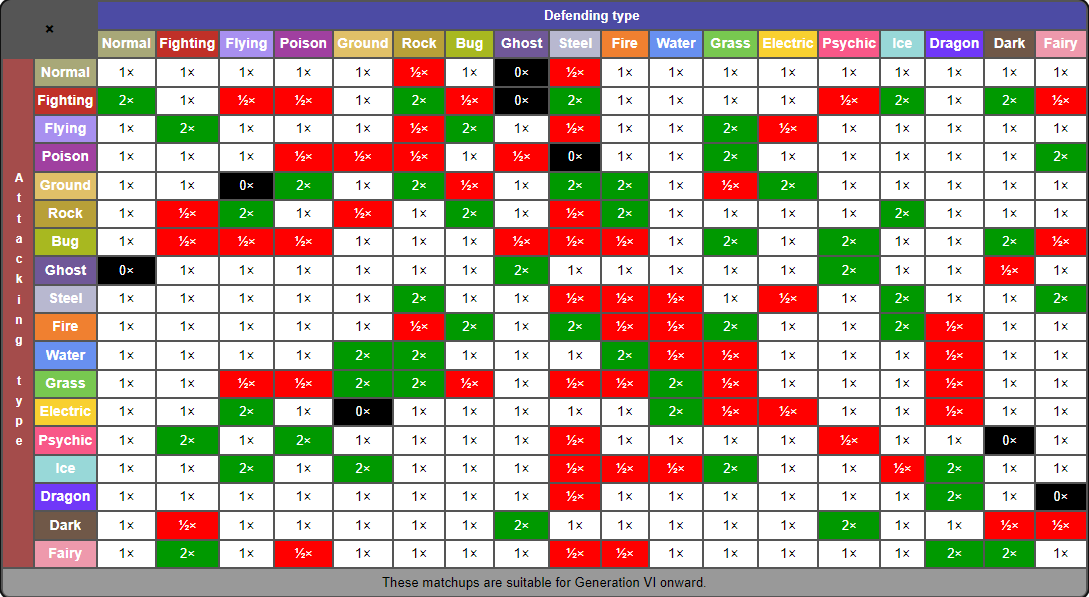 ×
Defending type
Normal Fighting Flying Poison Ground Rock Bug Ghost Steel Fire Water Grass Electric Psychic Ice Dragon Dark Fairy
Attacking type
Normal 1× 1× 1× 1× 1× ½× 1× 0× ½× 1× 1× 1× 1× 1× 1× 1× 1× 1×
Fighting 2× 1× ½× ½× 1× 2× ½× 0× 2× 1× 1× 1× 1× ½× 2× 1× 2× ½×
Flying 1× 2× 1× 1× 1× ½× 2× 1× ½× 1× 1× 2× ½× 1× 1× 1× 1× 1×
Poison 1× 1× 1× ½× ½× ½× 1× ½× 0× 1× 1× 2× 1× 1× 1× 1× 1× 2×
Ground 1× 1× 0× 2× 1× 2× ½× 1× 2× 2× 1× ½× 2× 1× 1× 1× 1× 1×
Rock 1× ½× 2× 1× ½× 1× 2× 1× ½× 2× 1× 1× 1× 1× 2× 1× 1× 1×
Bug 1× ½× ½× ½× 1× 1× 1× ½× ½× ½× 1× 2× 1× 2× 1× 1× 2× ½×
Ghost 0× 1× 1× 1× 1× 1× 1× 2× 1× 1× 1× 1× 1× 2× 1× 1× ½× 1×
Steel 1× 1× 1× 1× 1× 2× 1× 1× ½× ½× ½× 1× ½× 1× 2× 1× 1× 2×
Fire 1× 1× 1× 1× 1× ½× 2× 1× 2× ½× ½× 2× 1× 1× 2× ½× 1× 1×
Water 1× 1× 1× 1× 2× 2× 1× 1× 1× 2× ½× ½× 1× 1× 1× ½× 1× 1×
Grass 1× 1× ½× ½× 2× 2× ½× 1× ½× ½× 2× ½× 1× 1× 1× ½× 1× 1×
Electric 1× 1× 2× 1× 0× 1× 1× 1× 1× 1× 2× ½× ½× 1× 1× ½× 1× 1×
Psychic 1× 2× 1× 2× 1× 1× 1× 1× ½× 1× 1× 1× 1× ½× 1× 1× 0× 1×
Ice 1× 1× 2× 1× 2× 1× 1× 1× ½× ½× ½× 2× 1× 1× ½× 2× 1× 1×
Dragon 1× 1× 1× 1× 1× 1× 1× 1× ½× 1× 1× 1× 1× 1× 1× 2× 1× 0×
Dark 1× ½× 1× 1× 1× 1× 1× 2× 1× 1× 1× 1× 1× 2× 1× 1× ½× ½×
Fairy 1× 2× 1× ½× 1× 1× 1× 1× ½× ½× 1× 1× 1× 1× 1× 2× 2× 1×
These matchups are suitable for Generation VI onward.